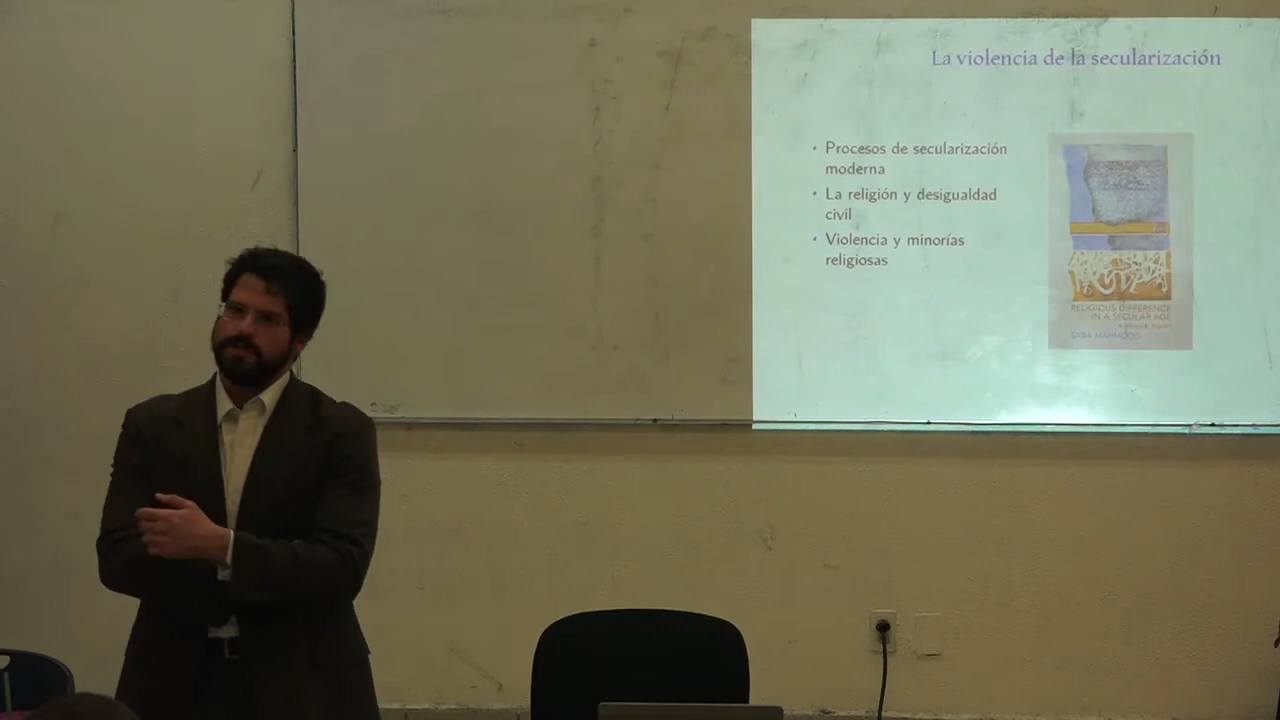 La violencia de la secularización
• Procesos de secularización
moderna
• La religión y desigualdad
civil
• Violencia y minorías
religiosas
RELIGIOUS DIFFERENCE
IN A SECULAR AGE
SABA MAHMOOD